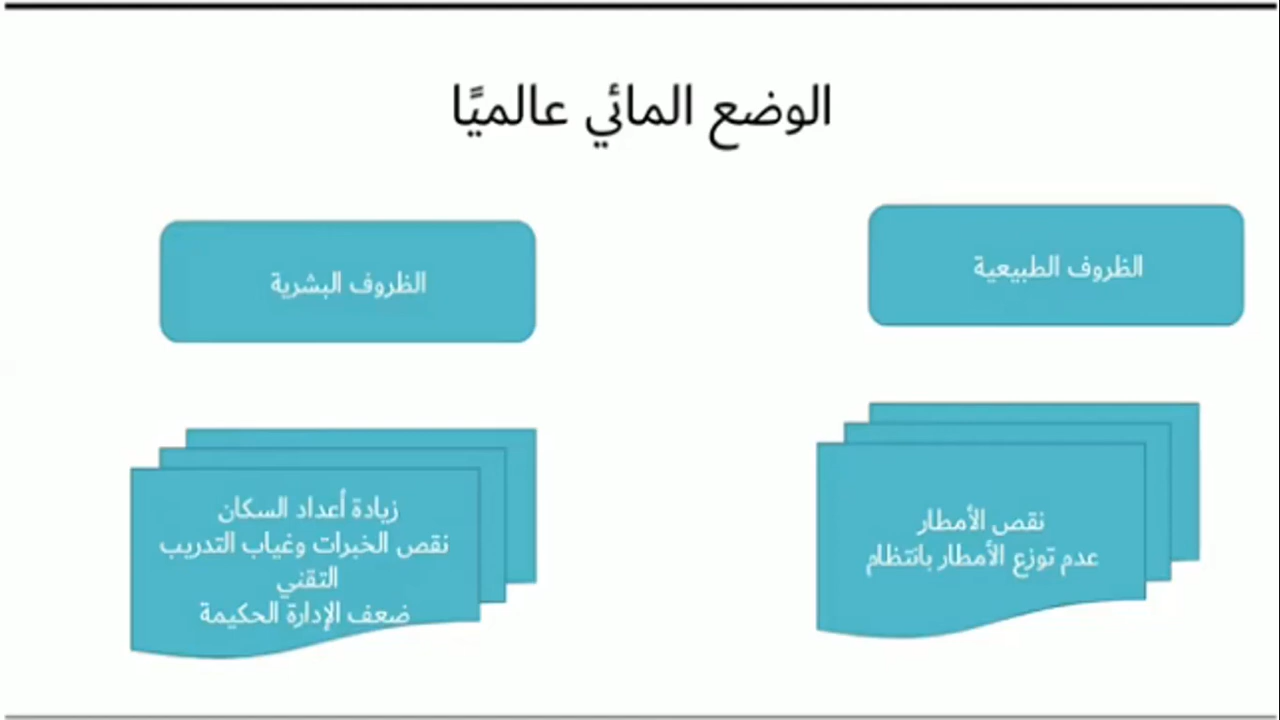 الوضع المائي عالميًا
الظروف الطبيعية
الظروف البشرية
نقص الأمطار
عدم توزع الأمطار بانتظام
زيادة أعداد السكان
نقص الخبرات وغياب التدريب
التقني
ضعف الإدارة الحكيمة